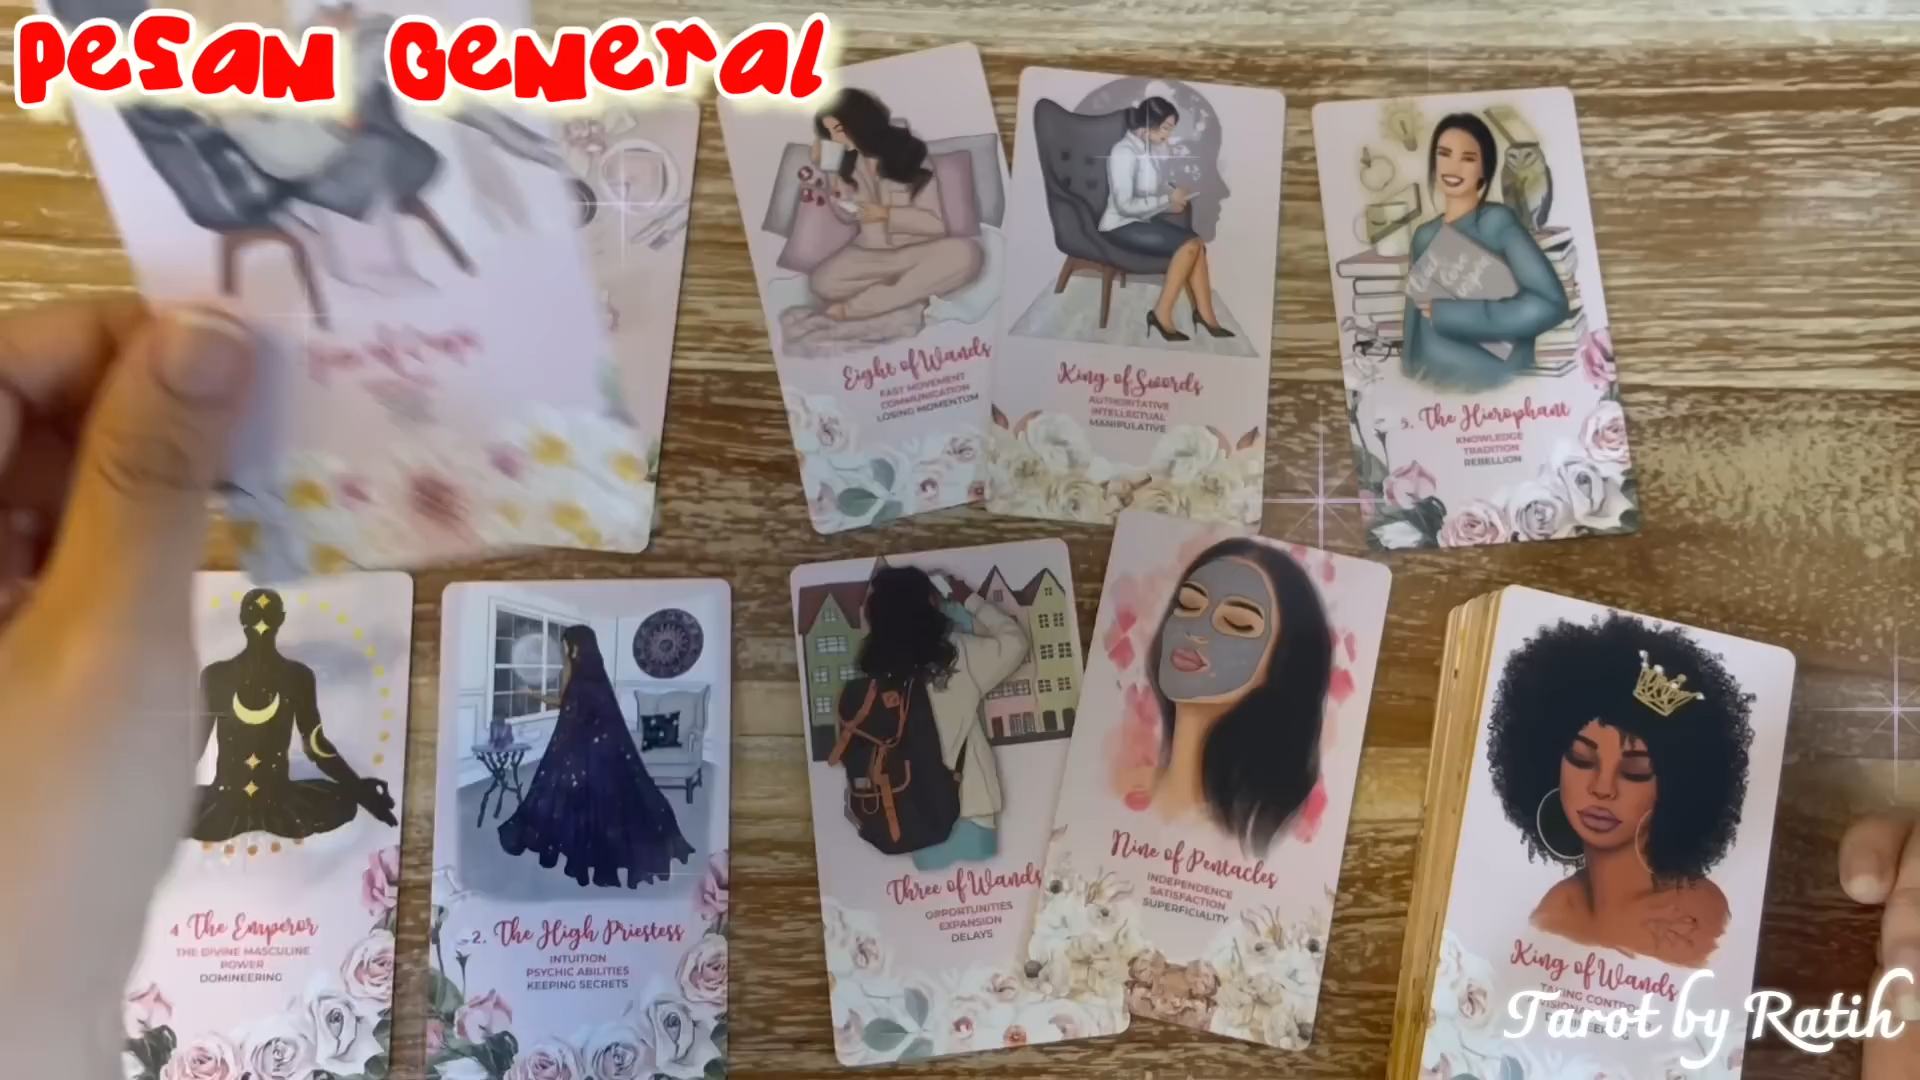 Pesan General
Eight of Wands
FAST MOVEMENT
COMMUNICATION
LOSING MOMENTUM
King of Swords
AUTHORITATIVE
INTELLECTUAL
MANIPULATIVE
5. The Hierophant
KNOWLEDGE
TRADITION
REBELLION
4 The Emperor
THE DIVINE MASCULINE
POWER
DOMINEERING
2. The High Priestess
INTUITION
PSYCHIC ABILITIES
KEEPING SECRETS
Three of Wands
OPPORTUNITIES
EXPANSION
DELAYS
Nine of Pentacles
INDEPENDENCE
SATISFACTION
SUPERFICIALITY
King of Wands
TAKING
Tarot by Ratih